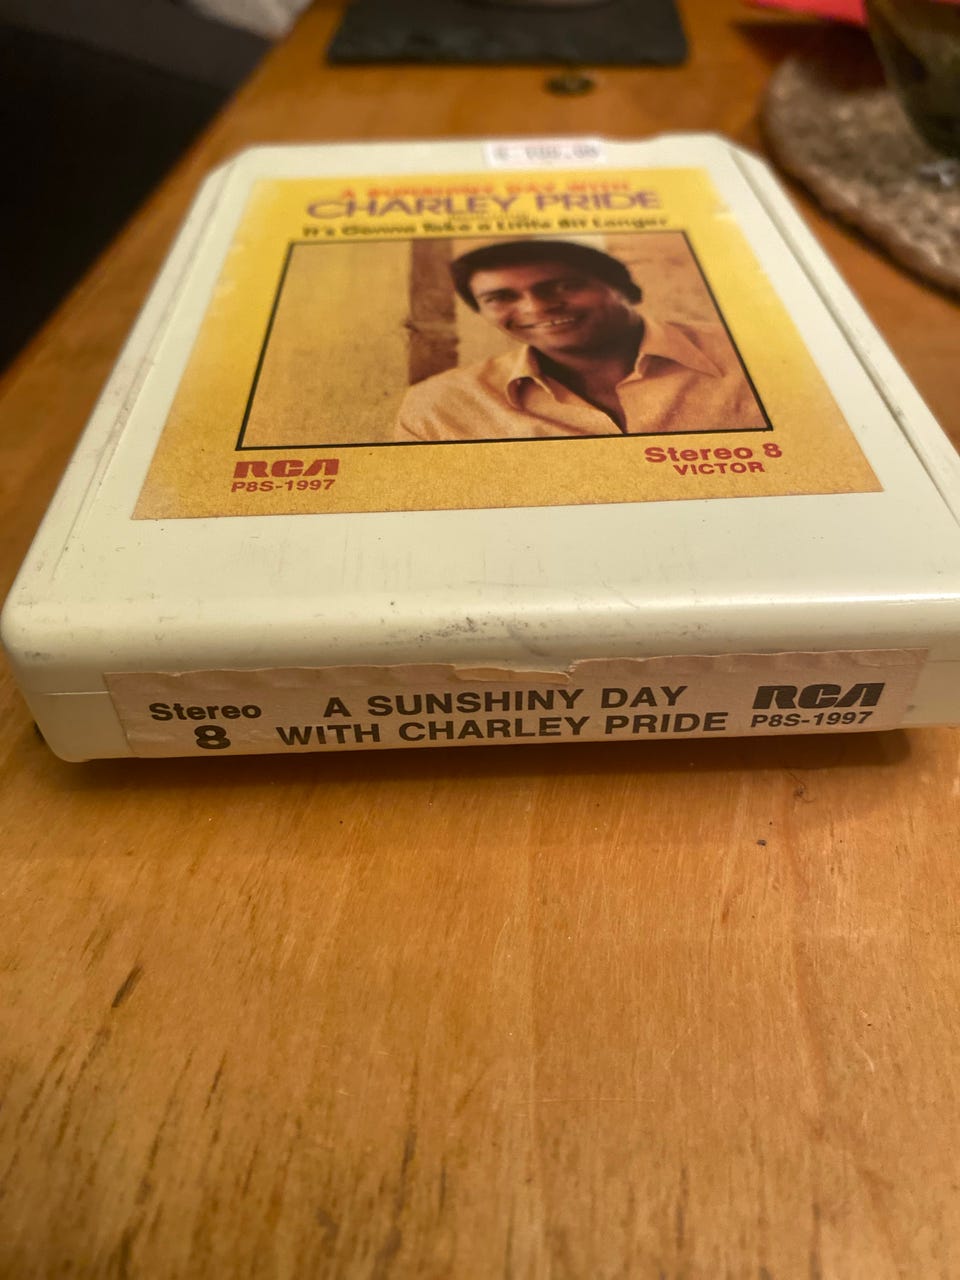 A SUNSHINY DAY WITH
CHARLEY PRIDE
It's Gonna Take a Little Bit Longer
RCA
P8S-1997
Stereo 8
VICTOR
Stereo
8
A SUNSHINY DAY
WITH CHARLEY PRIDE
RCA
P8S-1997